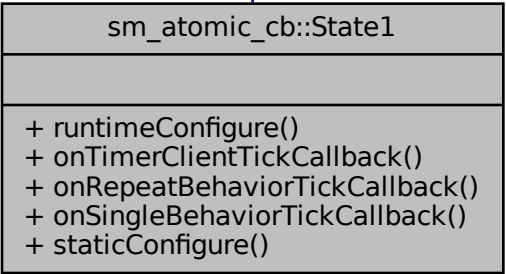 sm_atomic_cb::State1
+ runtimeConfigure()
+ onTimerClientTickCallback()
+ onRepeatBehaviorTickCallback()
+ onSingleBehaviorTickCallback()
+ staticConfigure()